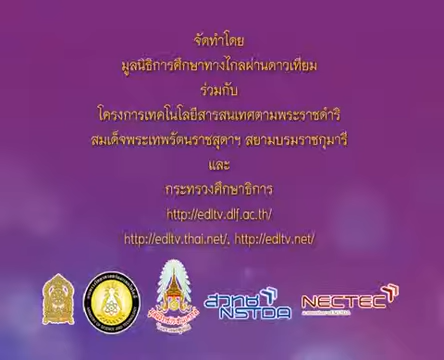 จัดทำโดย
มูลนิธิการศึกษาทางไกลผ่านดาวเทียม
ร่วมกับ
โครงการเทคโนโลยีสารสนเทศตามพระราชดำริ
สมเด็จพระเทพรัตนราชสุดาฯ สยามบรมราชกุมารี
และ
กระทรวงศึกษาธิการ
http://edltv.dlf.ac.th/
http://edltv.thai.net/, http://edltv.net/
สวทช
NSTDA
NECTEC